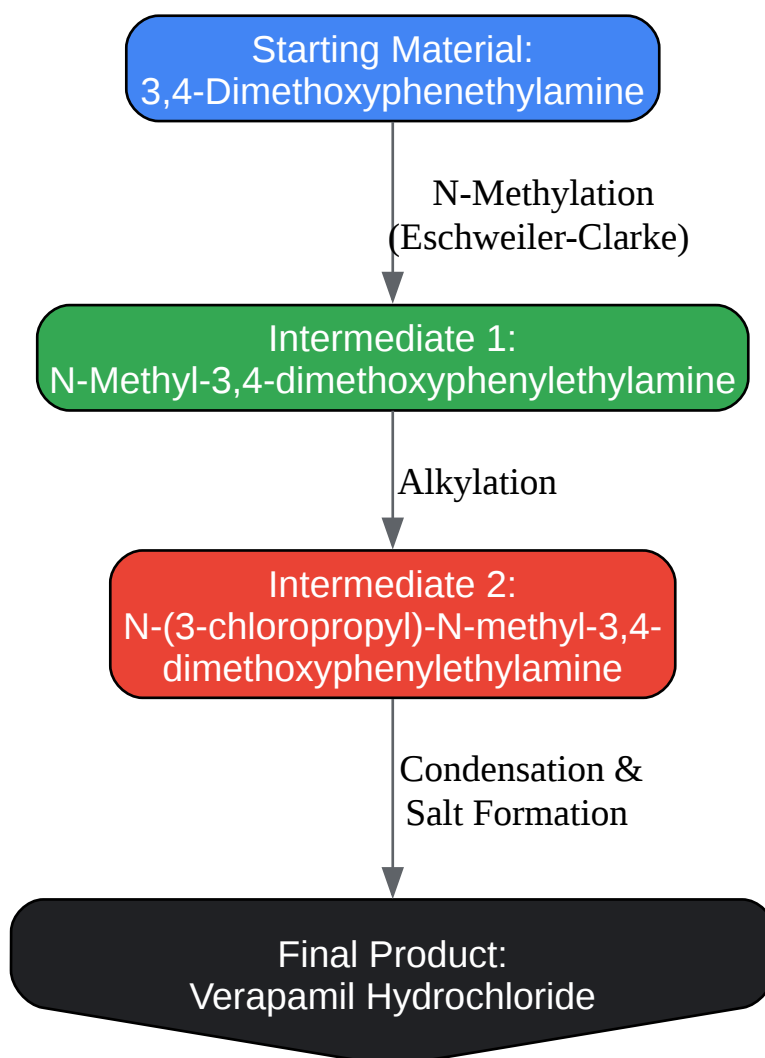 Starting Material:
3,4-Dimethoxyphenethylamine
N-Methylation
(Eschweiler-Clarke)
Intermediate 1:
N-Methyl-3,4-dimethoxyphenylethylamine
Alkylation
Intermediate 2:
N-(3-chloropropyl)-N-methyl-3,4-
dimethoxyphenylethylamine
Condensation &
Salt Formation
Final Product:
Verapamil Hydrochloride